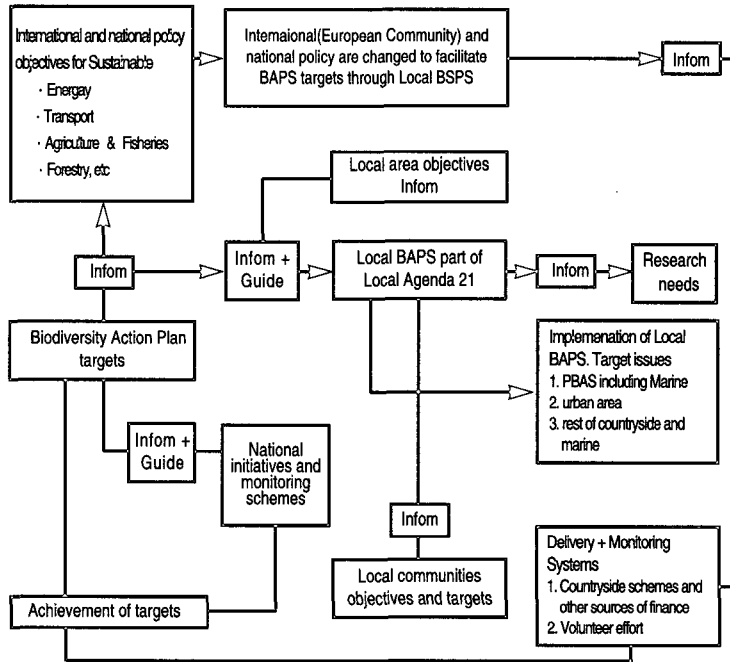 International and national policy
objectives for Sustainable
· Energay
· Transport
· Agriculture & Fisheries
· Forestry, etc
Internaional(European Community) and
national policy are changed to facilitate
BAPS targets through Local BSPS
Infom
Local area objectives
Infom
Infom
Infom +
Guide
Local BAPS part of
Local Agenda 21
Infom
Research
needs
Biodiversity Action Plan
targets
Implemenation of Local
BAPS. Target issues
1. PBAS including Marine
2. urban area
3. rest of countryside and
marine
Infom +
Guide
National
initiatives and
monitoring
schemes
Infom
Local communities
objectives and targets
Delivery + Monitoring
Systems
1. Countryside schemes and
other sources of finance
2. Volunteer effort
Achievement of targets